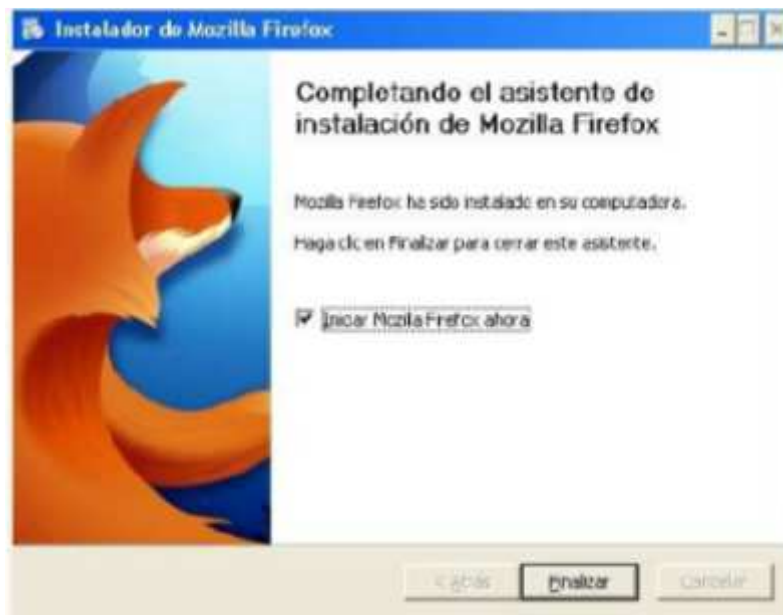 Instalador de Mozilla Firefox
Completando el asistente de
instalación de Mozilla Firefox
Mozilla Firefox ha sido instalado en su computadora.
Haga clic en Finalizar para cerrar este asistente.
Iniciar Mozilla Firefox ahora
< Atrás Finalizar Cancelar